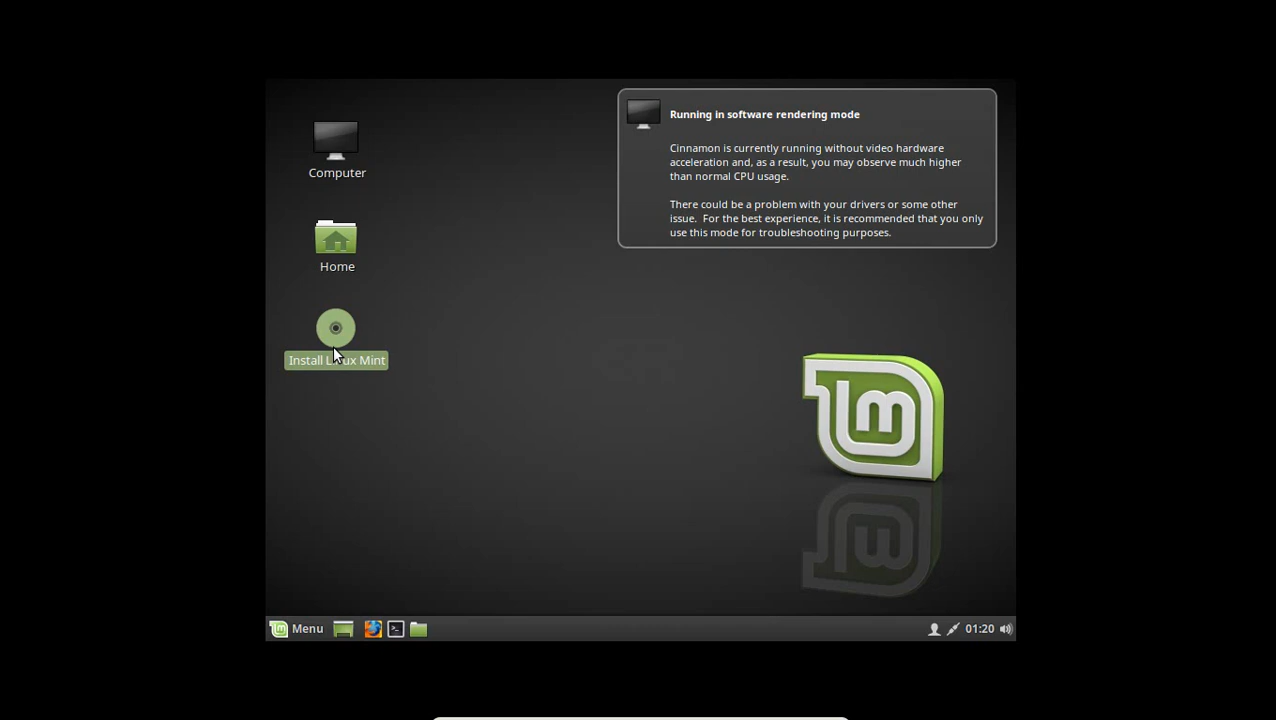 Computer
Home
Install Linux Mint
Running in software rendering mode
Cinnamon is currently running without video hardware
acceleration and, as a result, you may observe much higher
than normal CPU usage.
There could be a problem with your drivers or some other
issue.  For the best experience, it is recommended that you only
use this mode for troubleshooting purposes.
Menu
01:20